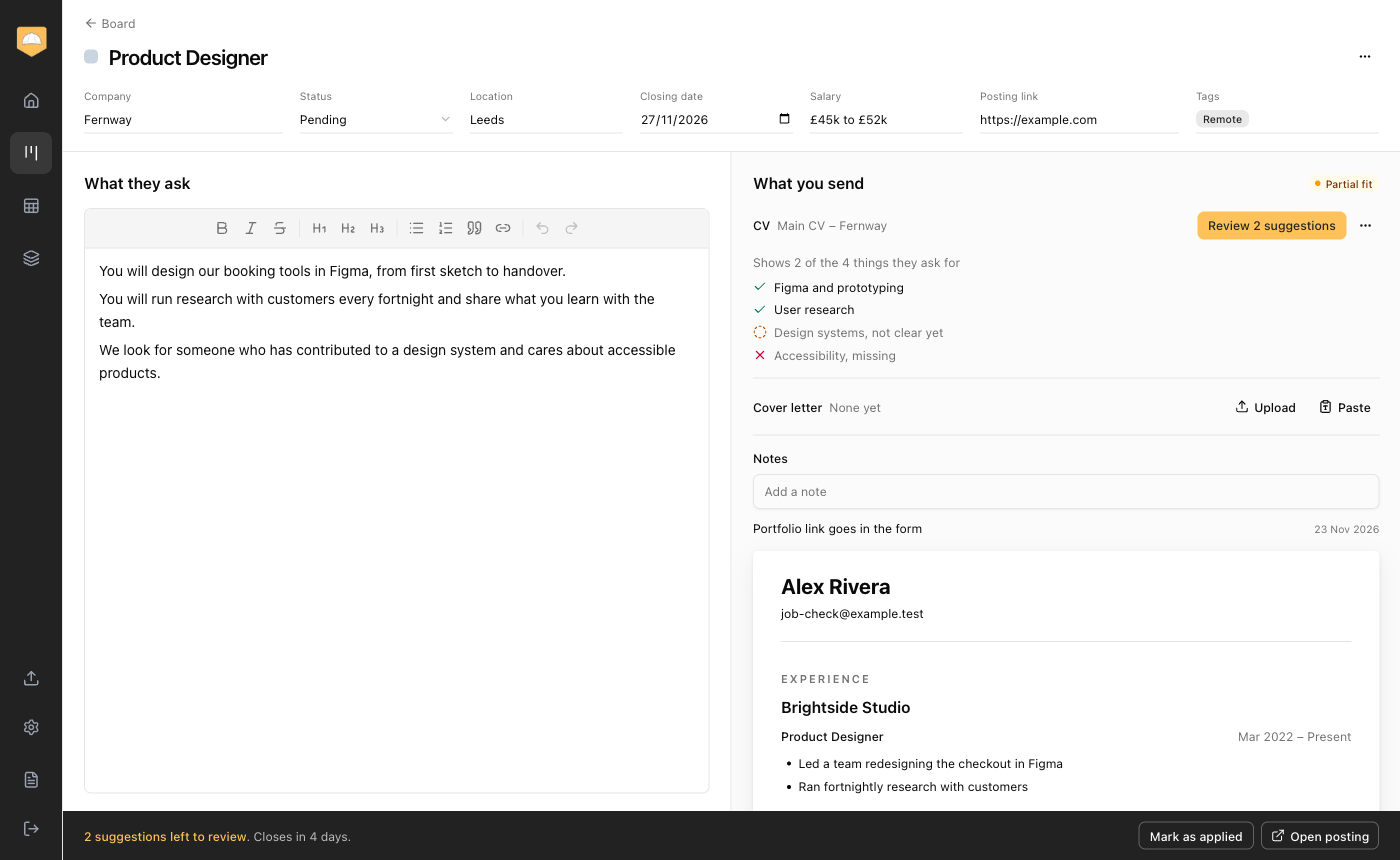 Board
Product Designer
Company
Fernway
Status
Pending
Location
Leeds
Closing date
27/11/2026
Salary
£45k to £52k
Posting link
https://example.com
Tags
Remote
What they ask
B I S H1 H2 H3
You will design our booking tools in Figma, from first sketch to handover.
You will run research with customers every fortnight and share what you learn with the
team.
We look for someone who has contributed to a design system and cares about accessible
products.
What you send
Partial fit
CV Main CV – Fernway
Review 2 suggestions
Shows 2 of the 4 things they ask for
Figma and prototyping
User research
Design systems, not clear yet
Accessibility, missing
Cover letter None yet
Upload
Paste
Notes
Add a note
Portfolio link goes in the form
23 Nov 2026
Alex Rivera
job-check@example.test
EXPERIENCE
Brightside Studio
Product Designer
Mar 2022 – Present
• Led a team redesigning the checkout in Figma
• Ran fortnightly research with customers
2 suggestions left to review. Closes in 4 days.
Mark as applied
Open posting